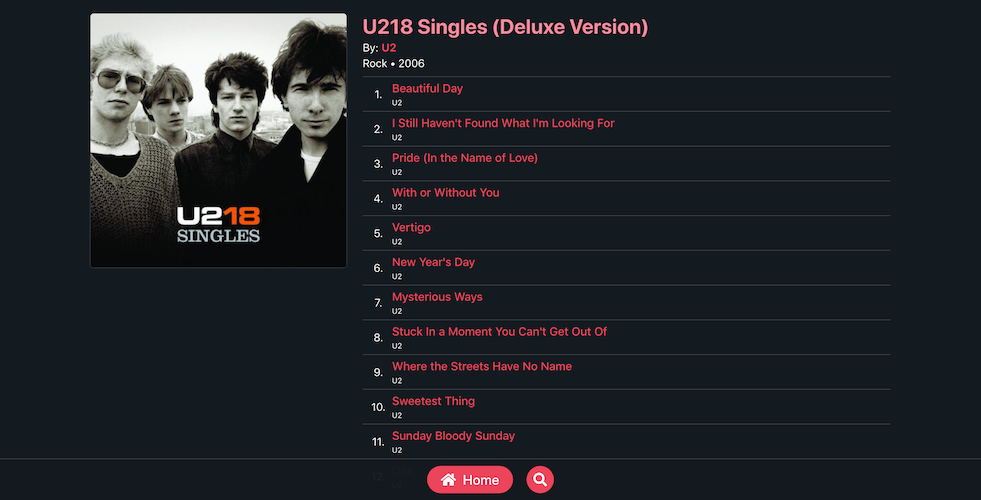 U218 Singles (Deluxe Version)
By: U2
Rock • 2006
U218
SINGLES
1. Beautiful Day
U2
2. I Still Haven't Found What I'm Looking For
U2
3. Pride (In the Name of Love)
U2
4. With or Without You
U2
5. Vertigo
U2
6. New Year's Day
U2
7. Mysterious Ways
U2
8. Stuck In a Moment You Can't Get Out Of
U2
9. Where the Streets Have No Name
U2
10. Sweetest Thing
U2
11. Sunday Bloody Sunday
U2
12.
Home